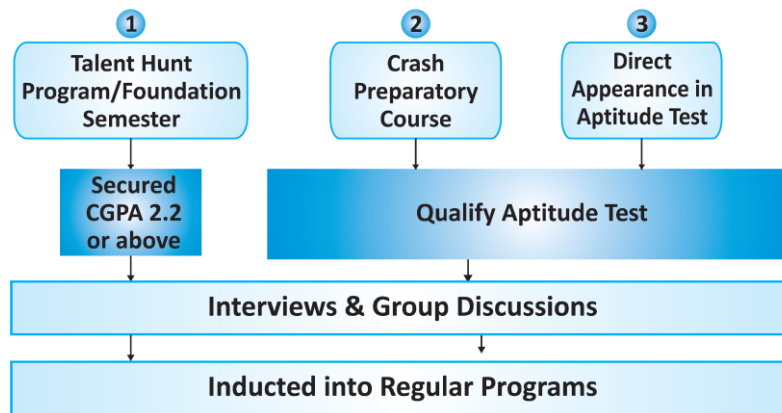 1
Talent Hunt
Program/Foundation
Semester
2
Crash
Preparatory
Course
3
Direct
Appearance in
Aptitude Test
Secured
CGPA 2.2
or above
Qualify Aptitude Test
Interviews & Group Discussions
Inducted into Regular Programs